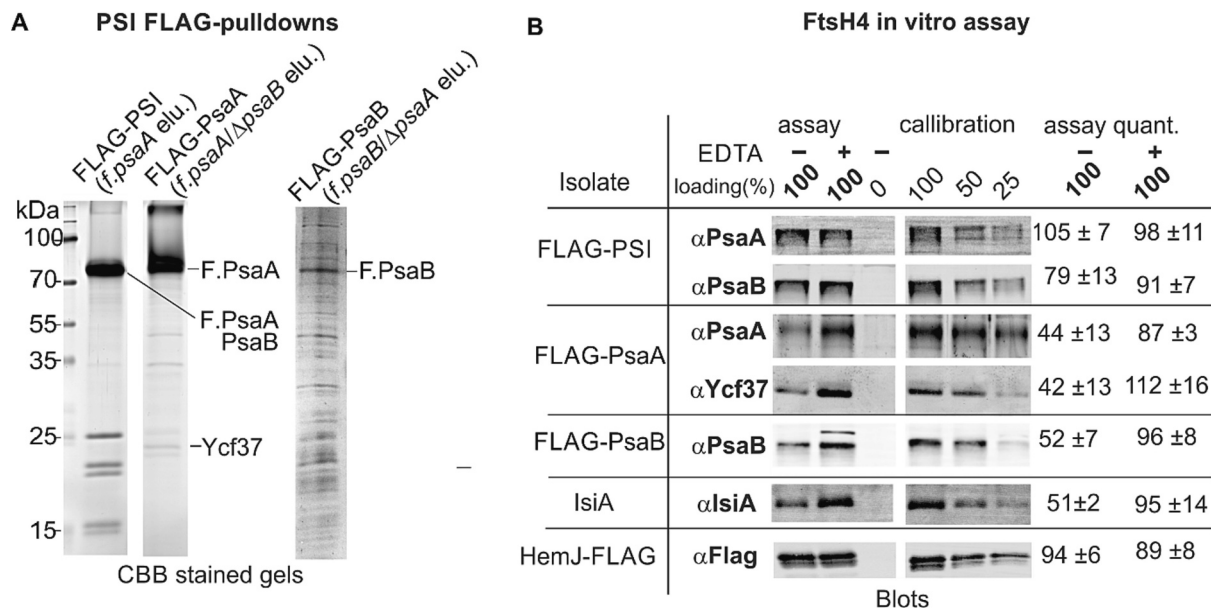 A PSI FLAG-pulldowns
FLAG-PSI
(f.psaA elu.)
FLAG-PsaA
(f.psaA/ΔpsaB elu.)
FLAG-PsaB
(f.psaB/ΔpsaA elu.)
kDa
100
70
55
35
25
15
F.PsaA
F.PsaA
PsaB
Ycf37
F.PsaB
CBB stained gels
B FtsH4 in vitro assay
assay callibration assay quant.
EDTA − + − − +
Isolate loading(%) 100 100 0 100 50 25 100 100
FLAG-PSI αPsaA 105 ± 7 98 ±11
αPsaB 79 ±13 91 ±7
FLAG-PsaA αPsaA 44 ±13 87 ±3
αYcf37 42 ±13 112 ±16
FLAG-PsaB αPsaB 52 ±7 96 ±8
IsiA αIsiA 51±2 95 ±14
HemJ-FLAG αFlag 94 ±6 89 ±8
Blots